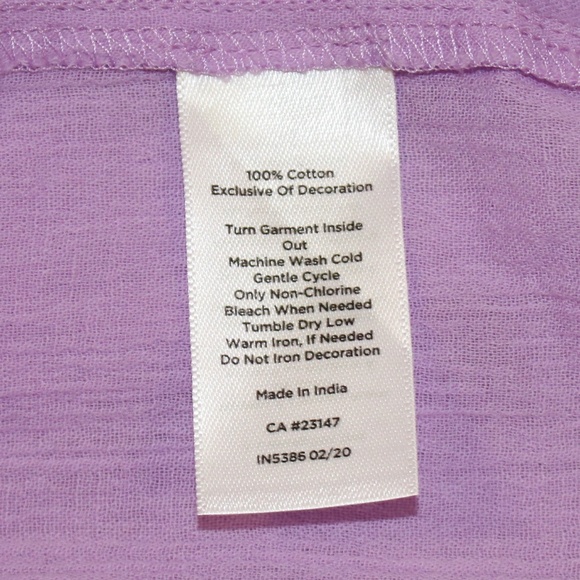 100% Cotton
Exclusive Of Decoration
Turn Garment Inside
Out
Machine Wash Cold
Gentle Cycle
Only Non-Chlorine
Bleach When Needed
Tumble Dry Low
Warm Iron, If Needed
Do Not Iron Decoration
Made In India
CA #23147
IN5386 02/20